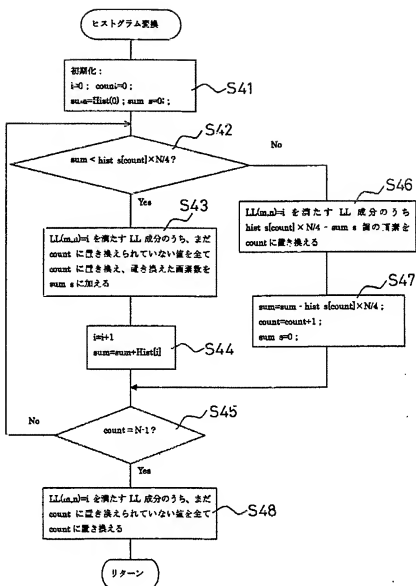 ヒストグラム変換
初期化：
i=0 ; count=0;
sum=Hist(0) ; sum s=0; ;
S41
S42
sum < hist s[count]×N/4 ?
No
Yes
S43
LL(m,n)=i を満たす LL 成分のうち、まだ
count に置き換えられていない値を全て
count に置き換え、置き換えた画素数を
sum s に加える
S46
LL(m,n)=i を満たす LL 成分のうち
hist s[count]×N/4 - sum s 個の画素を
count に置き換える
S47
sum=sum - hist s[count]×N/4 ;
count=count+1 ;
sum s=0 ;
S44
i=i+1
sum=sum+Hist[i]
No
S45
count = N-1?
Yes
LL(m,n)=i を満たす LL 成分のうち、まだ
count に置き換えられていない値を全て
count に置き換える
S48
リターン